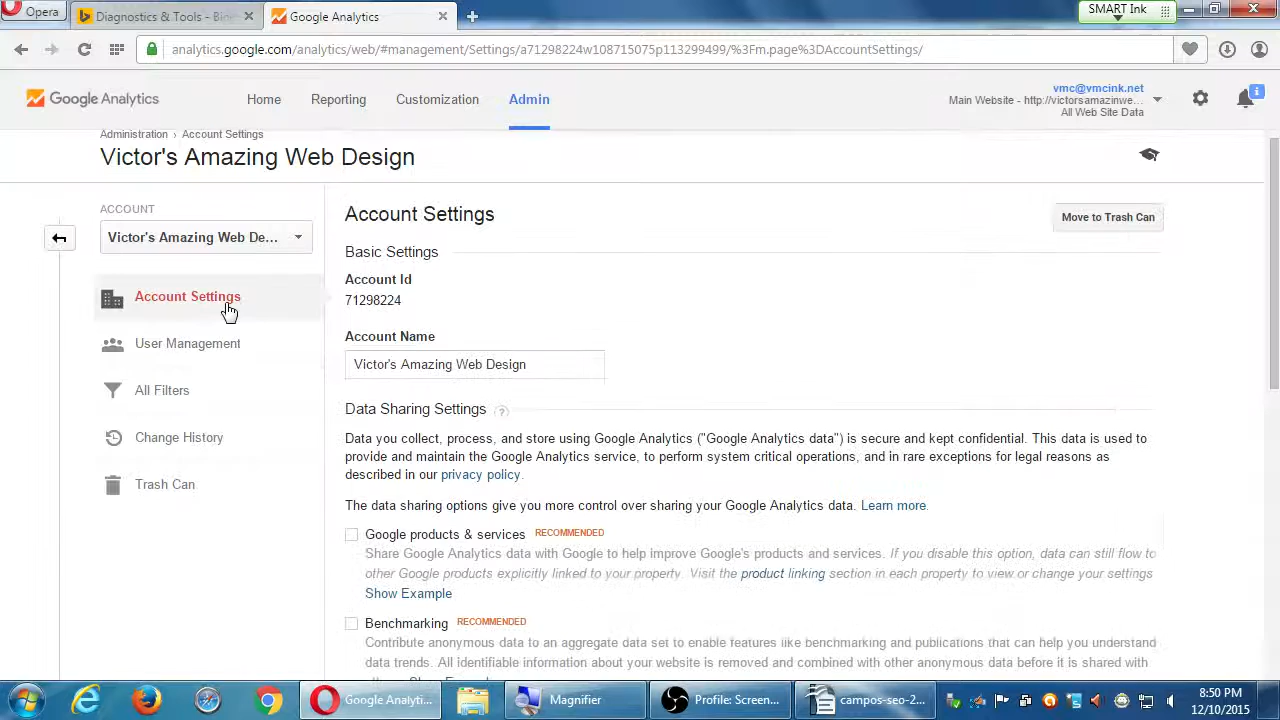 Opera
Diagnostics & Tools - Bin
Google Analytics
SMART Ink
analytics.google.com/analytics/web/#management/Settings/a71298224w108715075p113299499/%3Fm.page%3DAccountSettings/
Google Analytics
Home
Reporting
Customization
Admin
vmc@vmcink.net
Main Website - http://victorsamazinwe...
All Web Site Data
Administration › Account Settings
Victor's Amazing Web Design
ACCOUNT
Victor's Amazing Web De...
Account Settings
User Management
All Filters
Change History
Trash Can
Account Settings
Move to Trash Can
Basic Settings
Account Id
71298224
Account Name
Victor's Amazing Web Design
Data Sharing Settings ?
Data you collect, process, and store using Google Analytics ("Google Analytics data") is secure and kept confidential. This data is used to
provide and maintain the Google Analytics service, to perform system critical operations, and in rare exceptions for legal reasons as
described in our privacy policy.
The data sharing options give you more control over sharing your Google Analytics data. Learn more.
Google products & services RECOMMENDED
Share Google Analytics data with Google to help improve Google's products and services. If you disable this option, data can still flow to
other Google products explicitly linked to your property. Visit the product linking section in each property to view or change your settings
Show Example
Benchmarking RECOMMENDED
Contribute anonymous data to an aggregate data set to enable features like benchmarking and publications that can help you understand
data trends. All identifiable information about your website is removed and combined with other anonymous data before it is shared with
Google Analyti...
Magnifier
Profile: Screen...
campos-seo-2...
8:50 PM
12/10/2015